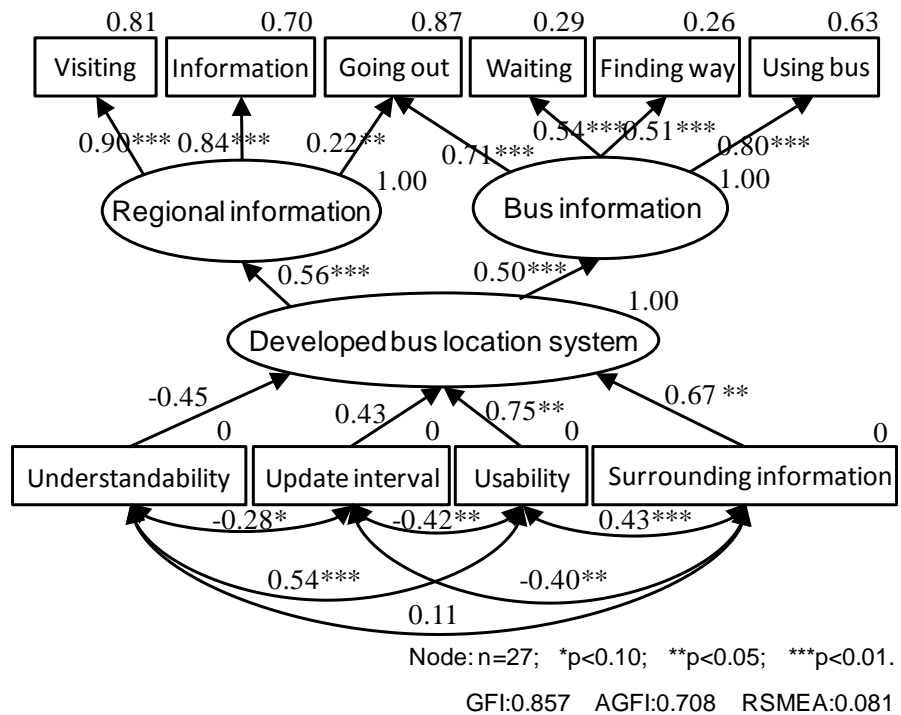 0.81 0.70 0.87 0.29 0.26 0.63
Visiting Information Going out Waiting Finding way Using bus
0.90*** 0.84*** 0.22** 0.71*** 0.54*** 0.51*** 0.80***
1.00 1.00
Regional information Bus information
0.56*** 0.50***
1.00
Developed bus location system
-0.45 0.43 0.75** 0.67 **
0 0 0 0
Understandability Update interval Usability Surrounding information
-0.28* -0.42** 0.43***
0.54*** -0.40**
0.11
Node: n=27; *p<0.10; **p<0.05; ***p<0.01.
GFI:0.857 AGFI:0.708 RSMEA:0.081